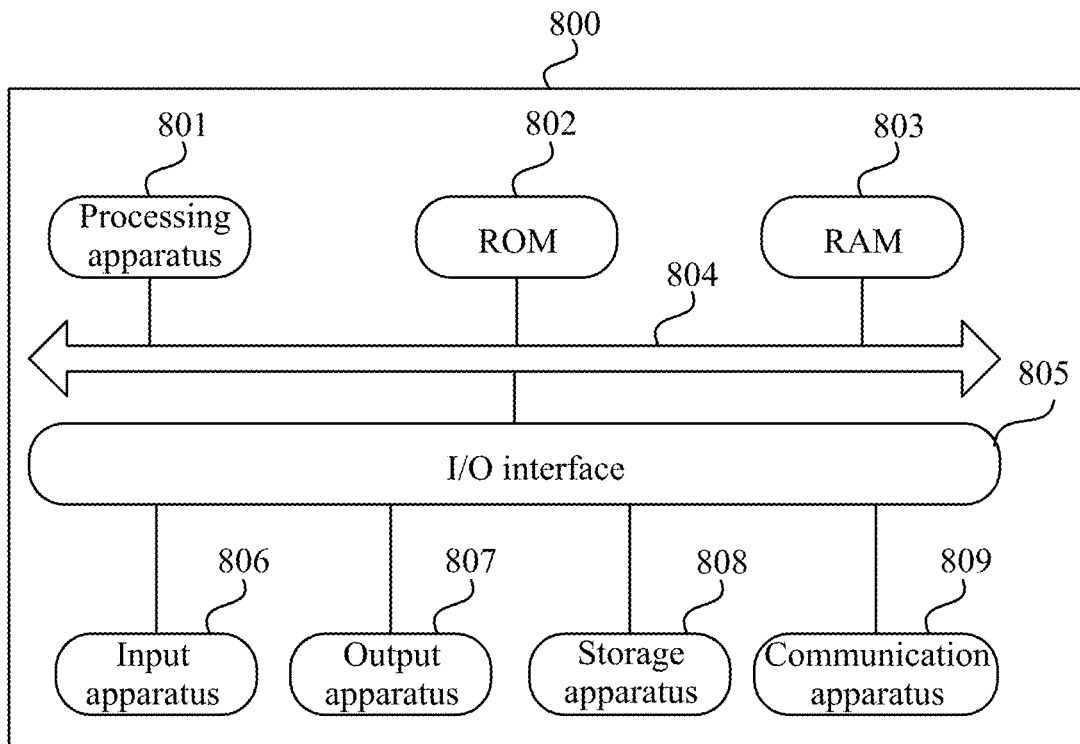 800
801
802
803
Processing
apparatus
ROM
RAM
804
805
I/O interface
806
807
808
809
Input
apparatus
Output
apparatus
Storage
apparatus
Communication
apparatus